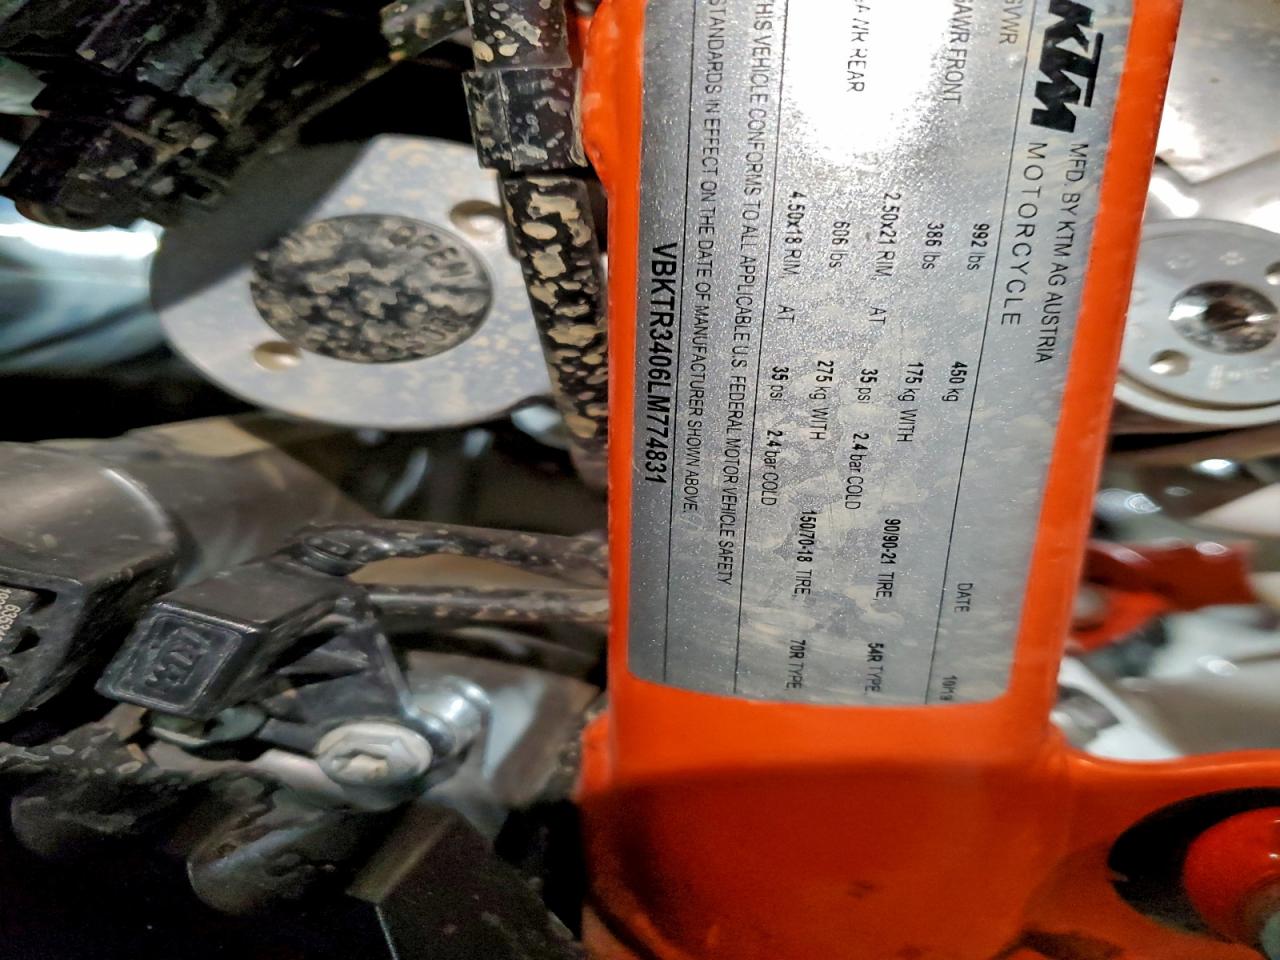 KTM MFD. BY KTM AG AUSTRIA
MOTORCYCLE
GVWR 992 lbs 450 kg DATE 10/19
GAWR FRONT 386 lbs 175 kg WITH 90/90-21 TIRE,
2.50x21 RIM, AT 35 psi 2.4 bar COLD 54R TYPE
GAWR REAR 606 lbs 275 kg WITH 150/70-18 TIRE,
4.50x18 RIM, AT 35 psi 2.4 bar COLD 70R TYPE
THIS VEHICLE CONFORMS TO ALL APPLICABLE U.S. FEDERAL MOTOR VEHICLE SAFETY
STANDARDS IN EFFECT ON THE DATE OF MANUFACTURER SHOWN ABOVE.
VBKTR3406LM774831
OPEN